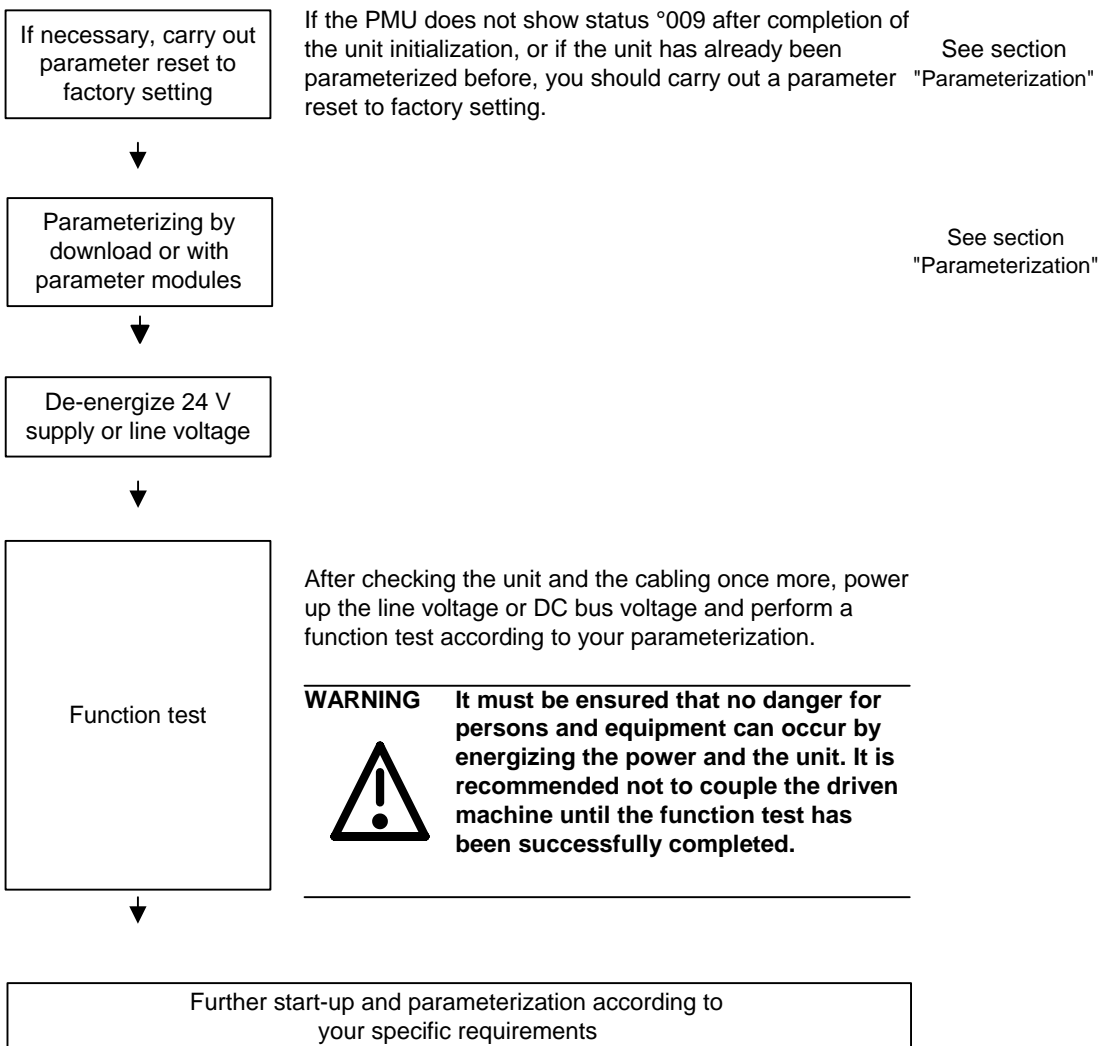 If necessary, carry out
parameter reset to
factory setting
If the PMU does not show status °009 after completion of
the unit initialization, or if the unit has already been
parameterized before, you should carry out a parameter
reset to factory setting.
See section
"Parameterization"
Parameterizing by
download or with
parameter modules
See section
"Parameterization"
De-energize 24 V
supply or line voltage
Function test
After checking the unit and the cabling once more, power
up the line voltage or DC bus voltage and perform a
function test according to your parameterization.
WARNING
It must be ensured that no danger for
persons and equipment can occur by
energizing the power and the unit. It is
recommended not to couple the driven
machine until the function test has
been successfully completed.
Further start-up and parameterization according to
your specific requirements